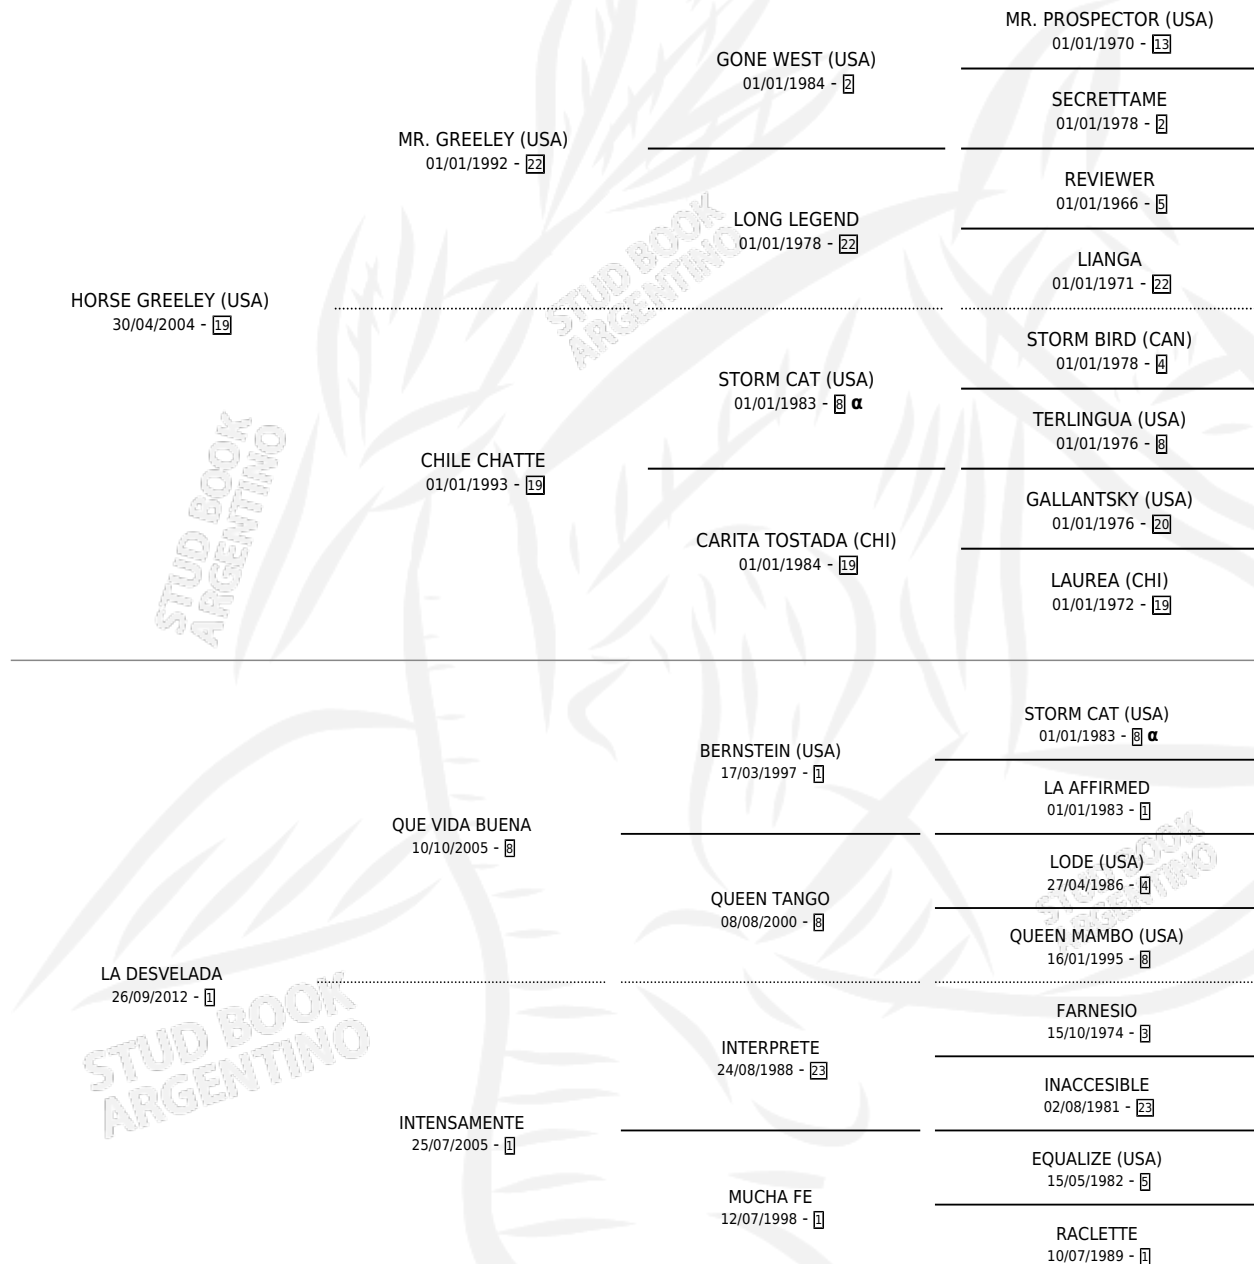 MR. PROSPECTOR (USA)
01/01/1970 - 13
GONE WEST (USA)
01/01/1984 - 2
SECRETTAME
01/01/1978 - 2
MR. GREELEY (USA)
01/01/1992 - 22
REVIEWER
01/01/1966 - 5
LONG LEGEND
01/01/1978 - 22
LIANGA
01/01/1971 - 22
HORSE GREELEY (USA)
30/04/2004 - 19
STORM BIRD (CAN)
01/01/1978 - 4
STORM CAT (USA)
01/01/1983 - 8 α
TERLINGUA (USA)
01/01/1976 - 8
CHILE CHATTE
01/01/1993 - 19
GALLANTSKY (USA)
01/01/1976 - 20
CARITA TOSTADA (CHI)
01/01/1984 - 19
LAUREA (CHI)
01/01/1972 - 19
STORM CAT (USA)
01/01/1983 - 8 α
BERNSTEIN (USA)
17/03/1997 - 1
LA AFFIRMED
01/01/1983 - 1
QUE VIDA BUENA
10/10/2005 - 8
LODE (USA)
27/04/1986 - 4
QUEEN TANGO
08/08/2000 - 8
QUEEN MAMBO (USA)
16/01/1995 - 8
LA DESVELADA
26/09/2012 - 1
FARNESIO
15/10/1974 - 3
INTERPRETE
24/08/1988 - 23
INACCESIBLE
02/08/1981 - 23
INTENSAMENTE
25/07/2005 - 1
EQUALIZE (USA)
15/05/1982 - 5
MUCHA FE
12/07/1998 - 1
RACLETTE
10/07/1989 - 1
STUD BOOK
ARGENTINO
STUD BOOK
ARGENTINO
STUD BOOK
ARGENTINO
STUD BOOK
ARGENTINO